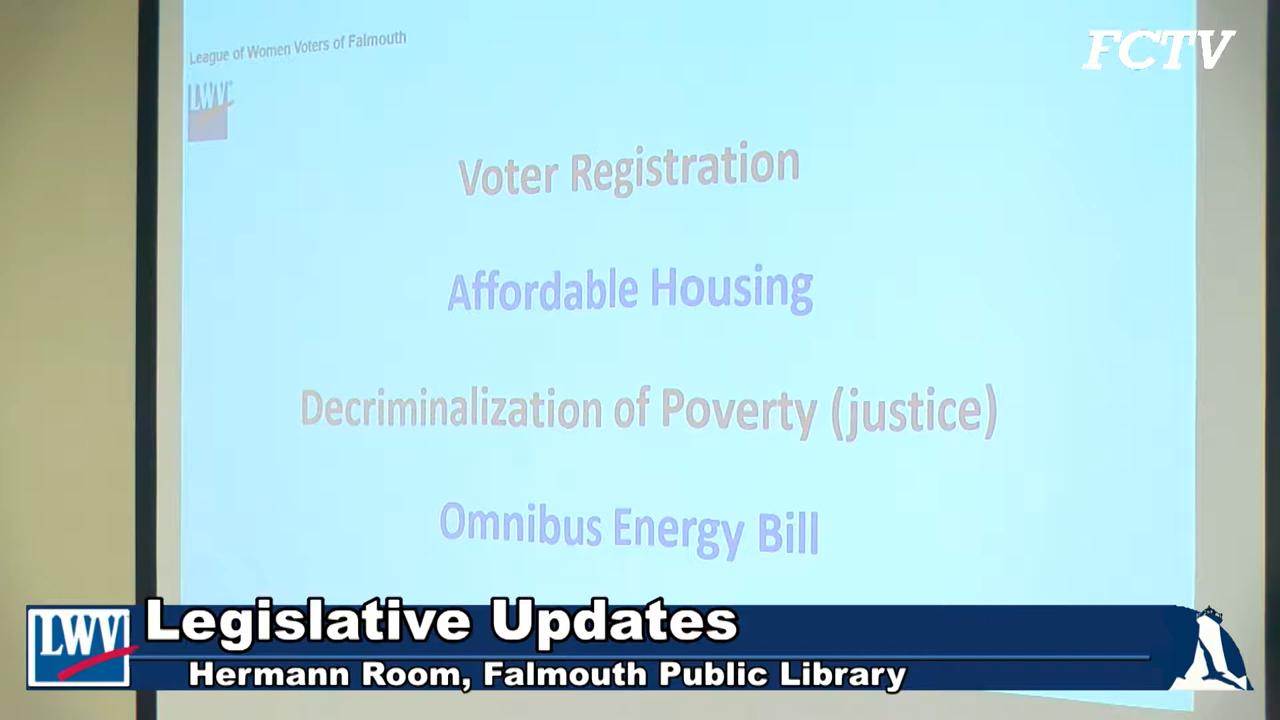 FCTV
League of Women Voters of Falmouth
LWV
Voter Registration
Affordable Housing
Decriminalization of Poverty (justice)
Omnibus Energy Bill
LWV
Legislative Updates
Hermann Room, Falmouth Public Library